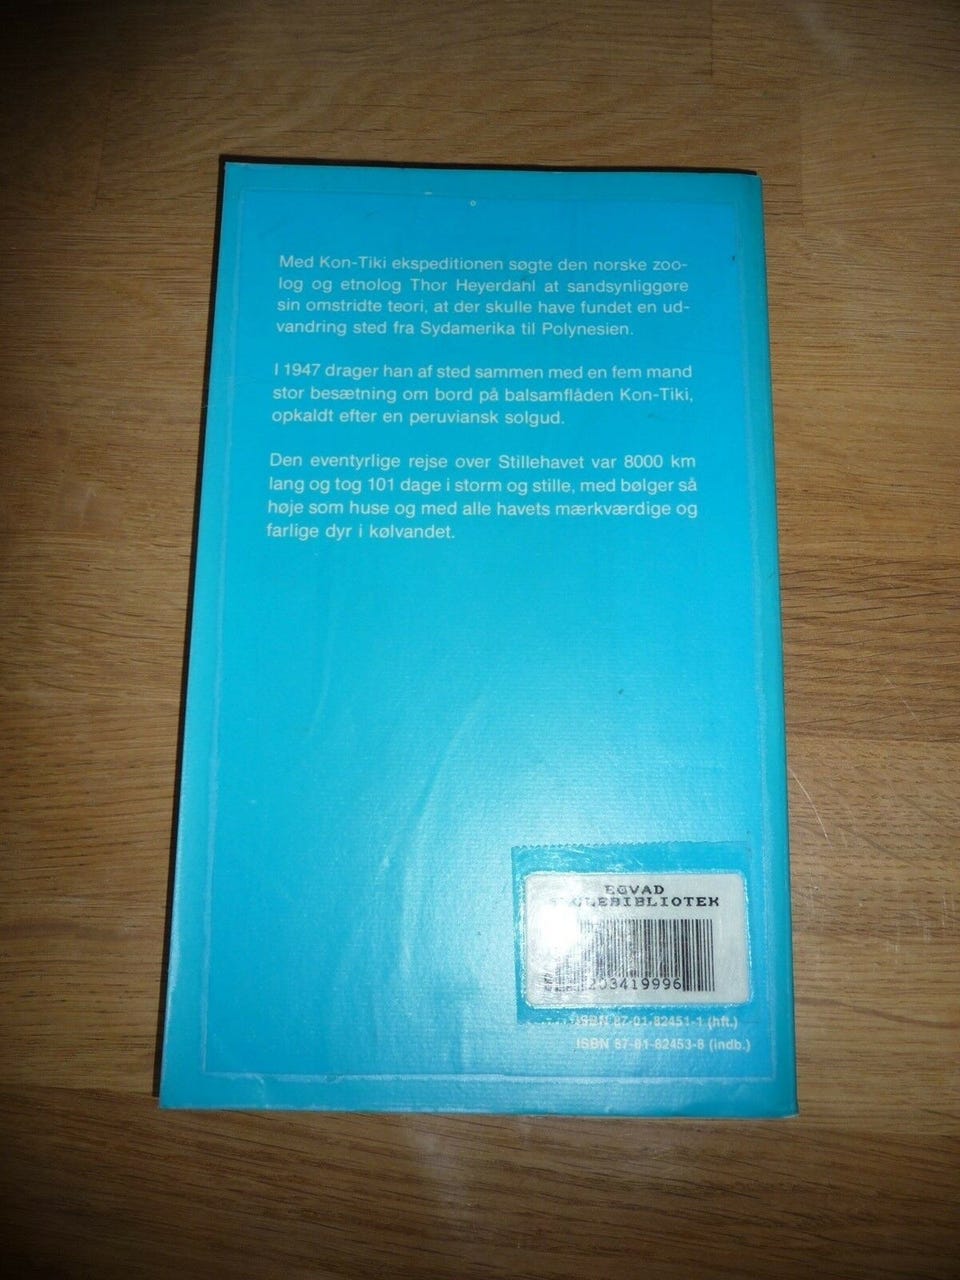 Med Kon-Tiki ekspeditionen søgte den norske zoo-
log og etnolog Thor Heyerdahl at sandsynliggøre
sin omstridte teori, at der skulle have fundet en ud-
vandring sted fra Sydamerika til Polynesien.
I 1947 drager han af sted sammen med en fem mand
stor besætning om bord på balsamflåden Kon-Tiki,
opkaldt efter en peruviansk solgud.
Den eventyrlige rejse over Stillehavet var 8000 km
lang og tog 101 dage i storm og stille, med bølger så
høje som huse og med alle havets mærkværdige og
farlige dyr i kølvandet.
EGVAD
203419996
ISBN 87-01-82451-1 (hft.)
ISBN 87-01-82453-8 (indb.)